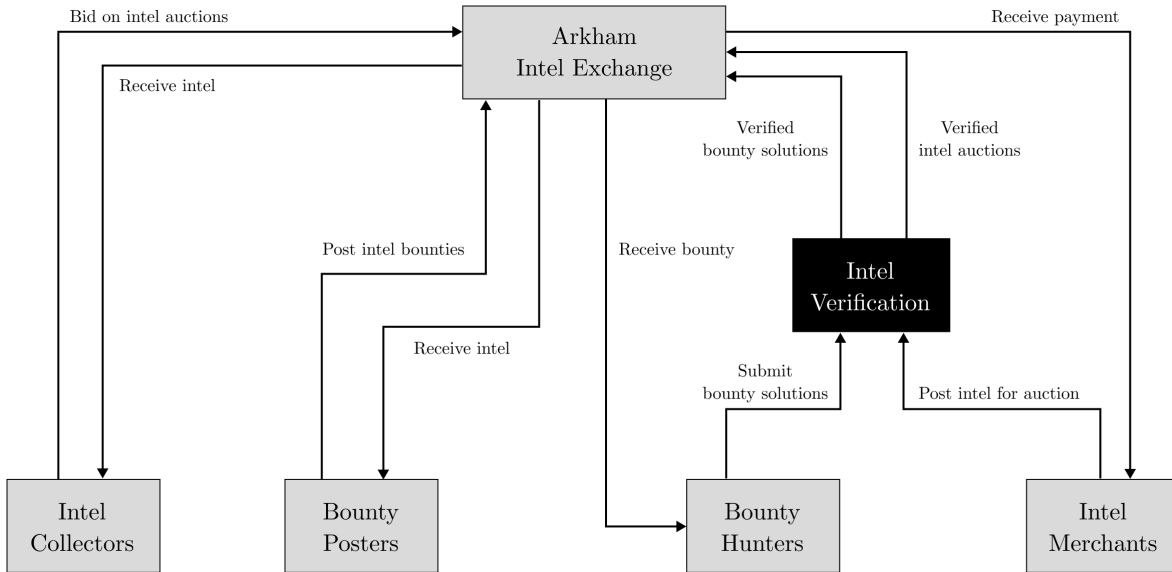 Bid on intel auctions
Receive payment
Arkham
Intel Exchange
Receive intel
Verified
bounty solutions
Verified
intel auctions
Post intel bounties
Receive bounty
Intel
Verification
Receive intel
Submit
bounty solutions
Post intel for auction
Intel
Collectors
Bounty
Posters
Bounty
Hunters
Intel
Merchants